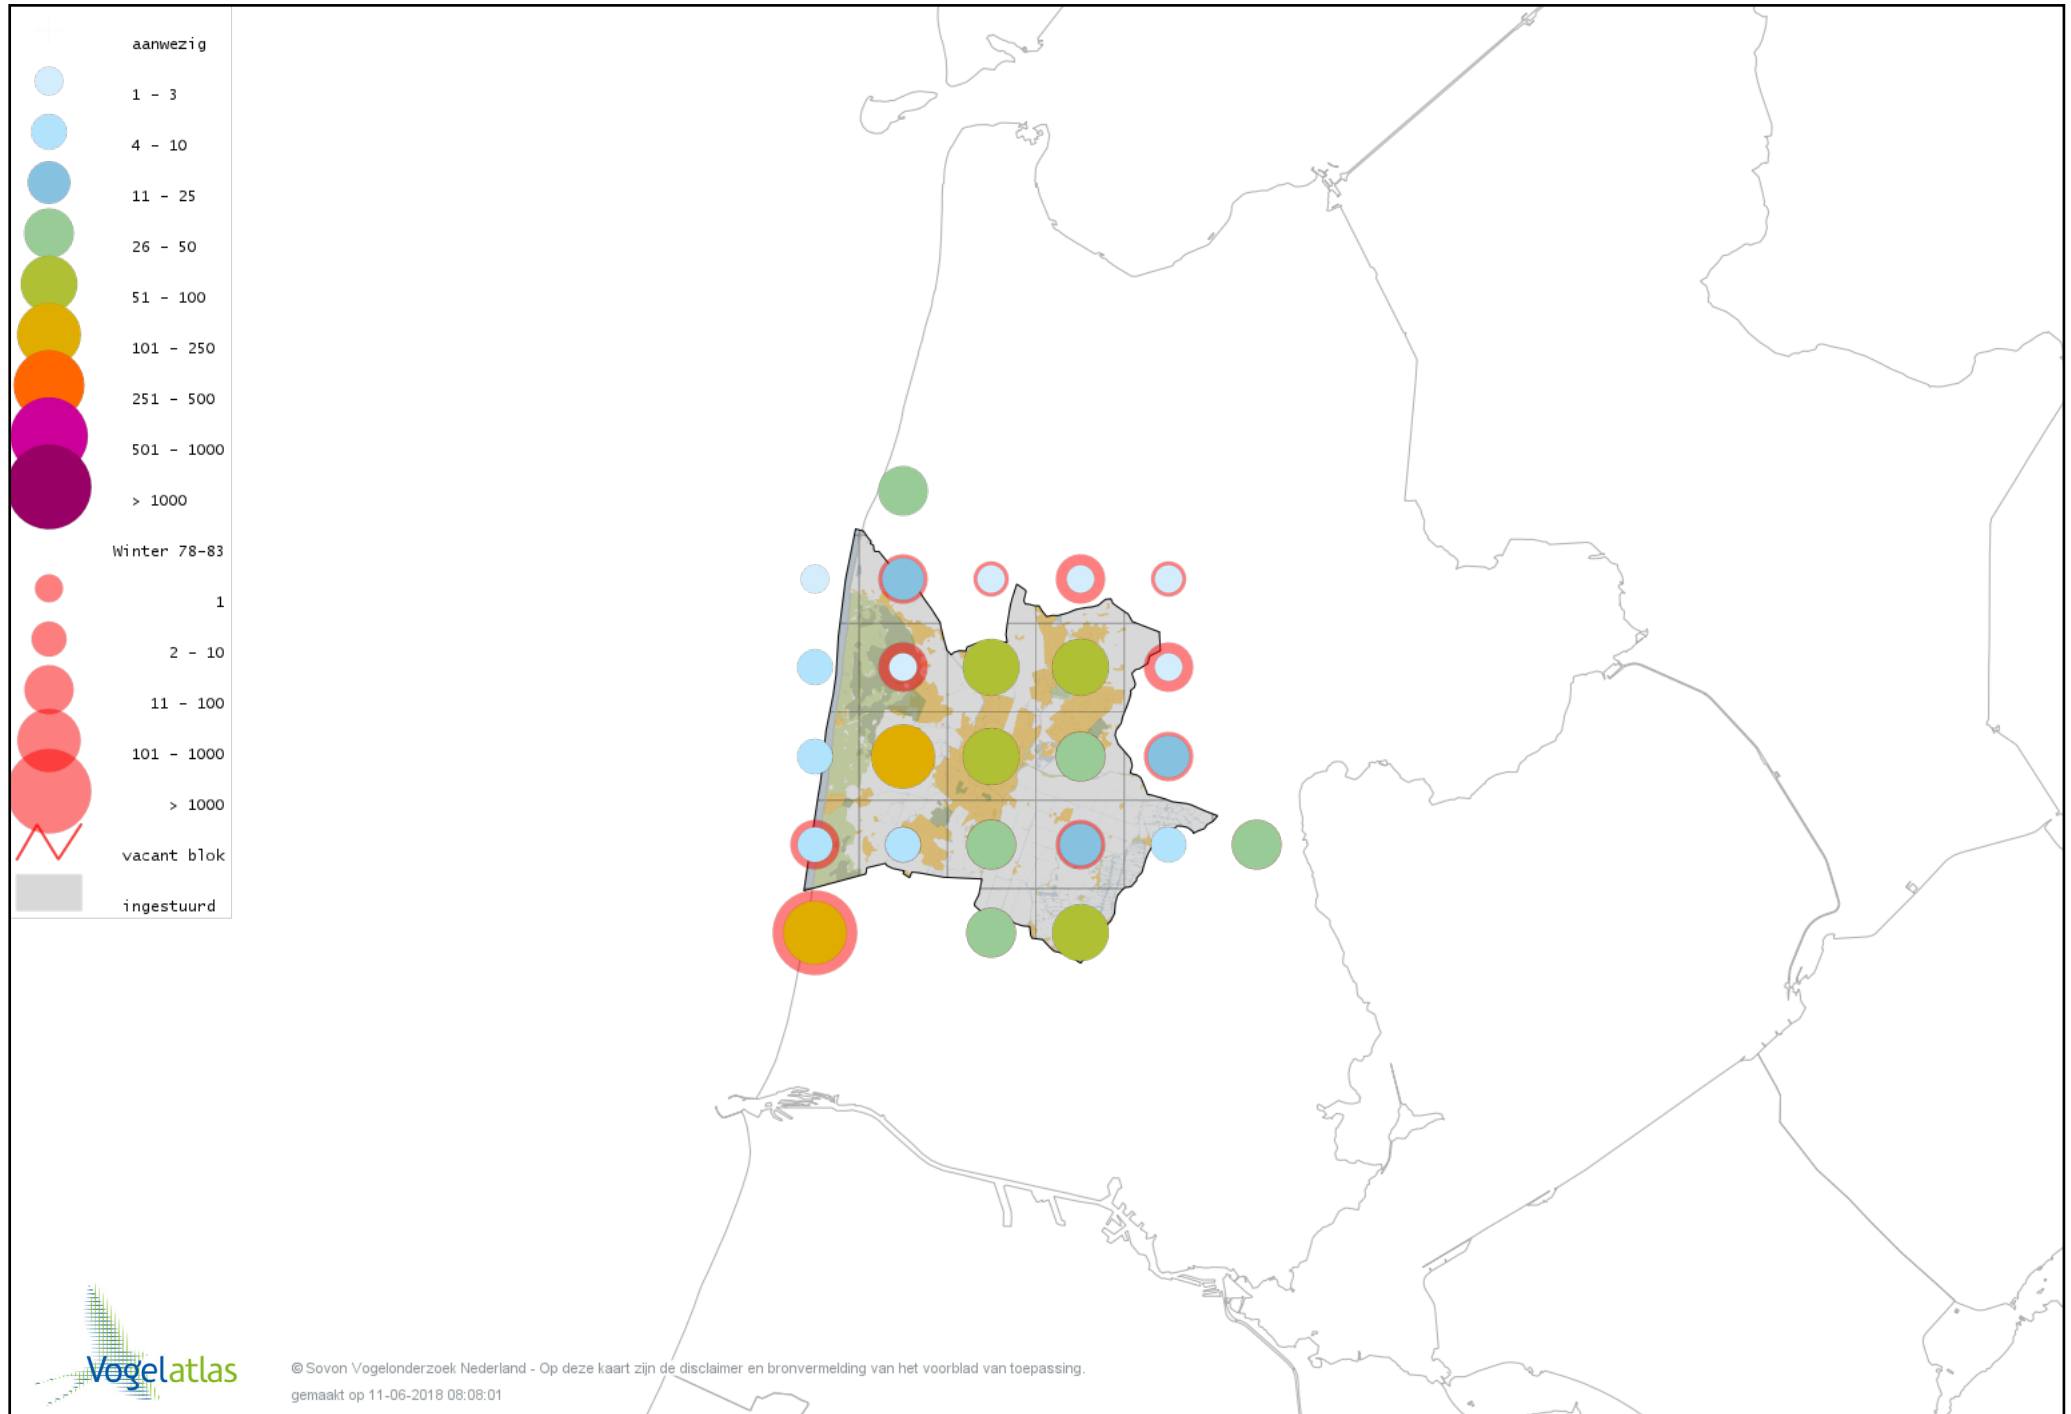 aanwezig
1 - 3
4 - 10
11 - 25
26 - 50
51 - 100
101 - 250
251 - 500
501 - 1000
> 1000
Winter 78-83
1
2 - 10
11 - 100
101 - 1000
> 1000
vacant blok
ingestuurd
Vogelatlas
© Sovon Vogelonderzoek Nederland - Op deze kaart zijn de disclaimer en bronvermelding van het voorblad van toepassing.
gemaakt op 11-06-2018 08:08:01